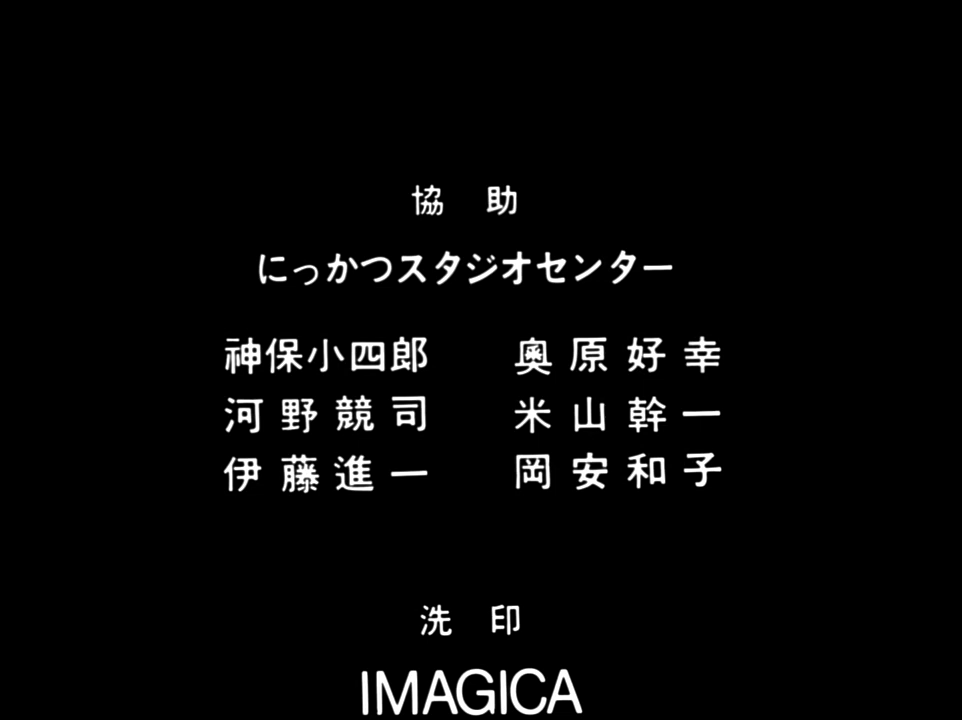 協 助
にっかつスタジオセンター
神保小四郎 奥原好幸
河野競司 米山幹一
伊藤進一 岡安和子
洗 印
IMAGICA